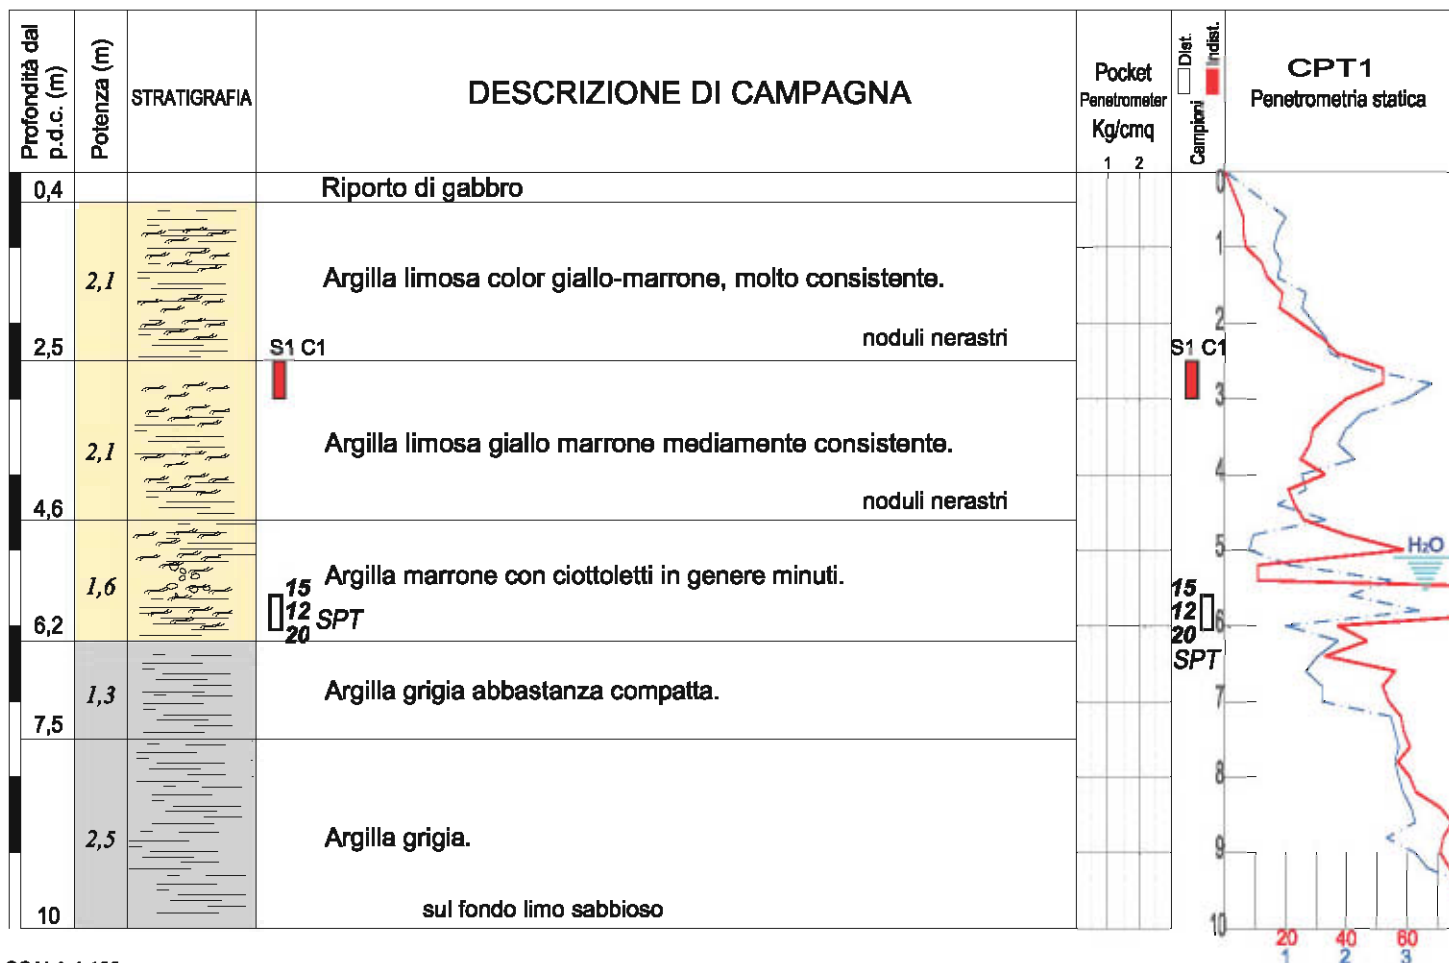 Profondità dal
p.d.c. (m)
Potenza (m)
STRATIGRAFIA
DESCRIZIONE DI CAMPAGNA
Pocket
Penetrometer
Kg/cmq
1 2
Campioni
Dist.
Indist.
CPT1
Penetrometria statica
0,4
Riporto di gabbro
0
1
2,1
Argilla limosa color giallo-marrone, molto consistente.
2
noduli nerastri
2,5
S1 C1
S1 C1
3
2,1
Argilla limosa giallo marrone mediamente consistente.
4
noduli nerastri
4,6
5
H2O
1,6
Argilla marrone con ciottoletti in genere minuti.
15
12
20
SPT
15
12
20
SPT
6
6,2
1,3
Argilla grigia abbastanza compatta.
7
7,5
8
2,5
Argilla grigia.
9
sul fondo limo sabbioso
10
10
20 40 60
1 2 3